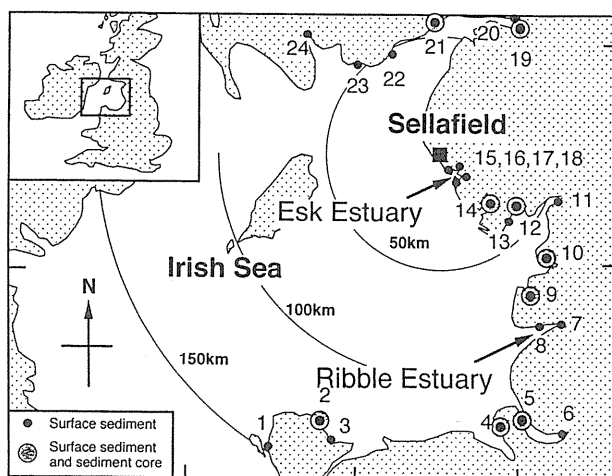 24
23
22
21
20
19
Sellafield
15,16,17,18
Esk Estuary
14
13
12
11
50km
10
Irish Sea
9
100km
N
7
8
150km
Ribble Estuary
2
1
3
4
5
6
Surface sediment
Surface sediment
and sediment core